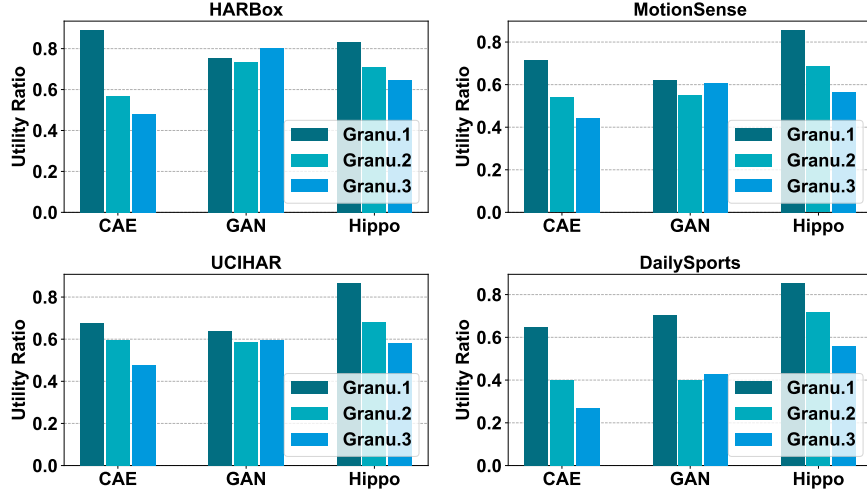 HARBox
Utility Ratio
0.8
0.6
0.4
0.2
0.0
CAE GAN Hippo
Granu.1
Granu.2
Granu.3
MotionSense
Utility Ratio
0.8
0.6
0.4
0.2
0.0
CAE GAN Hippo
Granu.1
Granu.2
Granu.3
UCIHAR
Utility Ratio
0.8
0.6
0.4
0.2
0.0
CAE GAN Hippo
Granu.1
Granu.2
Granu.3
DailySports
Utility Ratio
0.8
0.6
0.4
0.2
0.0
CAE GAN Hippo
Granu.1
Granu.2
Granu.3